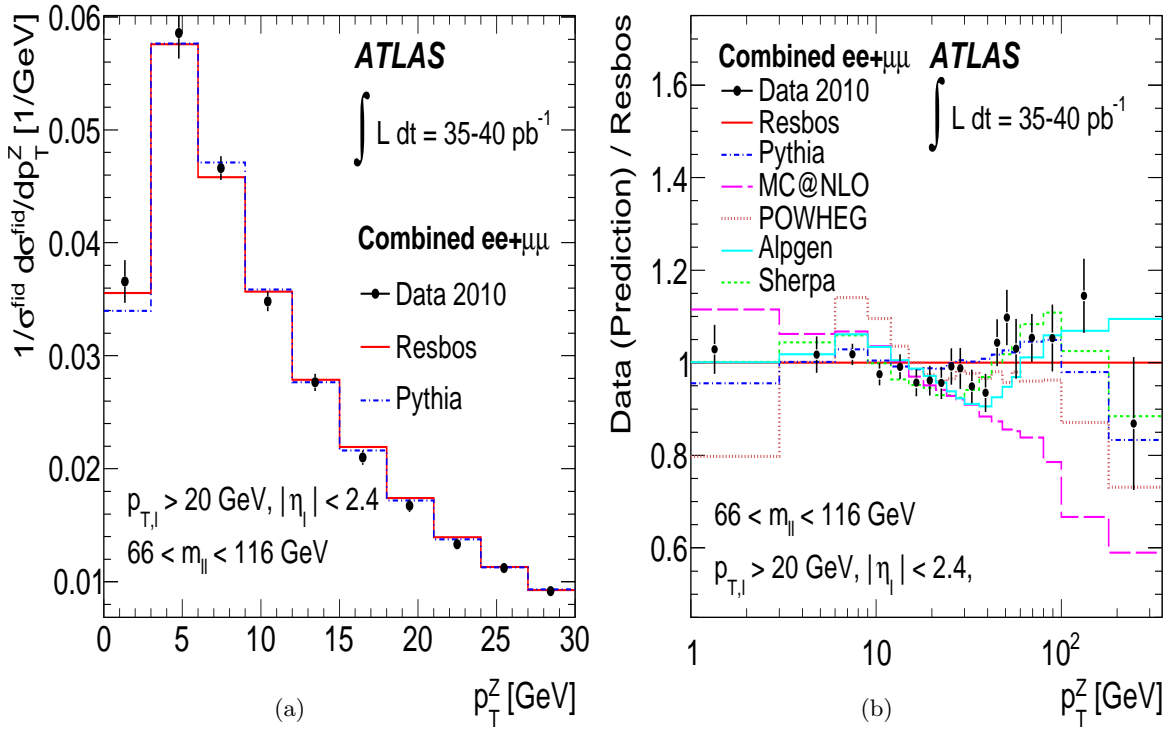 1/σ^fid dσ^fid/dp_T^Z [1/GeV]
0.06
0.05
0.04
0.03
0.02
0.01
ATLAS
∫ L dt = 35-40 pb^-1
Combined ee+μμ
Data 2010
Resbos
Pythia
p_T,l > 20 GeV, |η_l| < 2.4
66 < m_ll < 116 GeV
0 5 10 15 20 25 30
p_T^Z [GeV]
(a)
Data (Prediction) / Resbos
1.6
1.4
1.2
1
0.8
0.6
Combined ee+μμ
ATLAS
Data 2010
Resbos
Pythia
MC@NLO
POWHEG
Alpgen
Sherpa
∫ L dt = 35-40 pb^-1
66 < m_ll < 116 GeV
p_T,l > 20 GeV, |η_l| < 2.4,
1 10 10^2
p_T^Z [GeV]
(b)